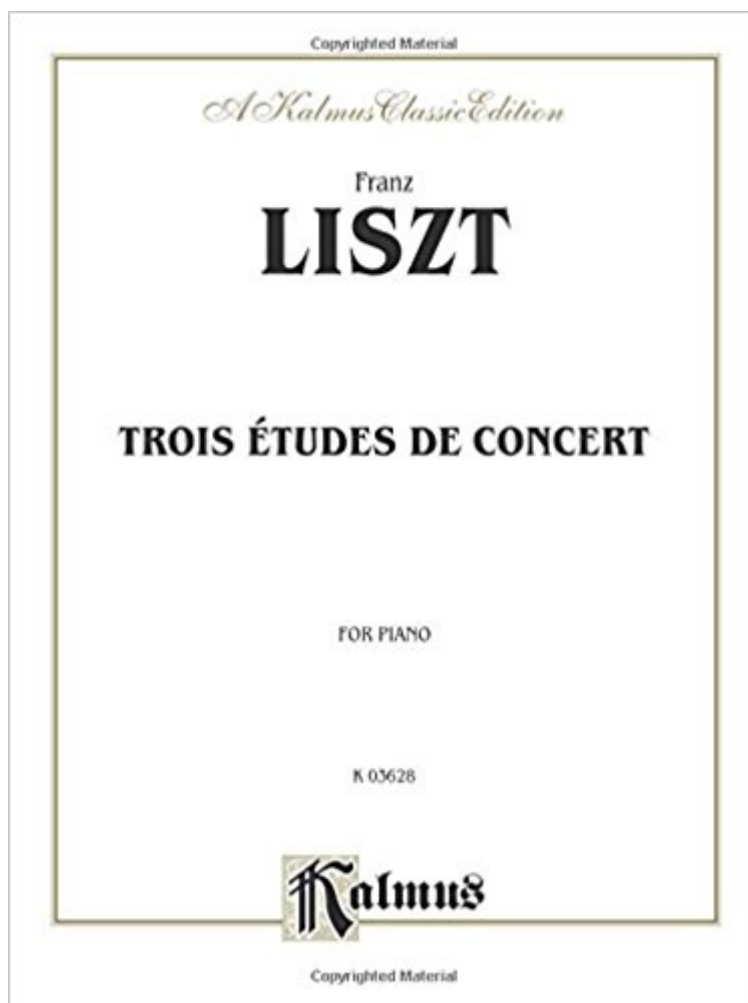 Copyrighted Material
A Kalmus Classic Edition
Franz
LISZT
TROIS ÉTUDES DE CONCERT
FOR PIANO
K 03628
Kalmus
Copyrighted Material